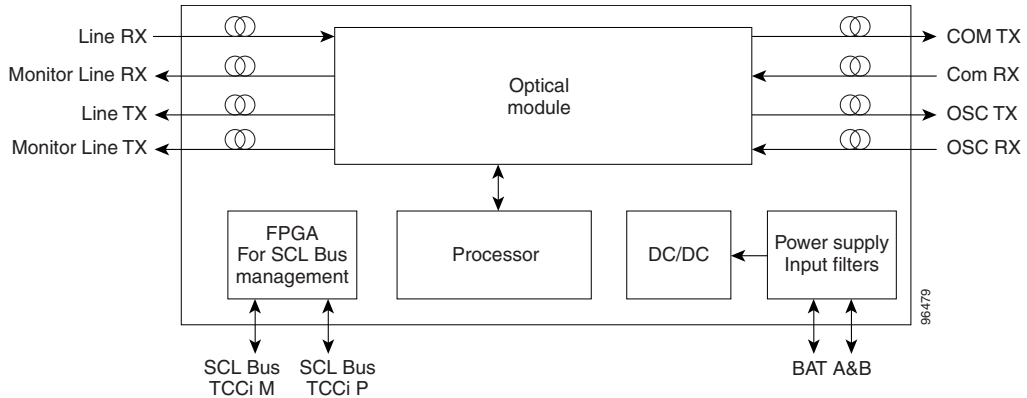 Line RX
COM TX
Monitor Line RX
Com RX
Line TX
OSC TX
Monitor Line TX
OSC RX
Optical
module
FPGA
For SCL Bus
management
Processor
DC/DC
Power supply
Input filters
96479
SCL Bus
TCCi M
SCL Bus
TCCi P
BAT A&B